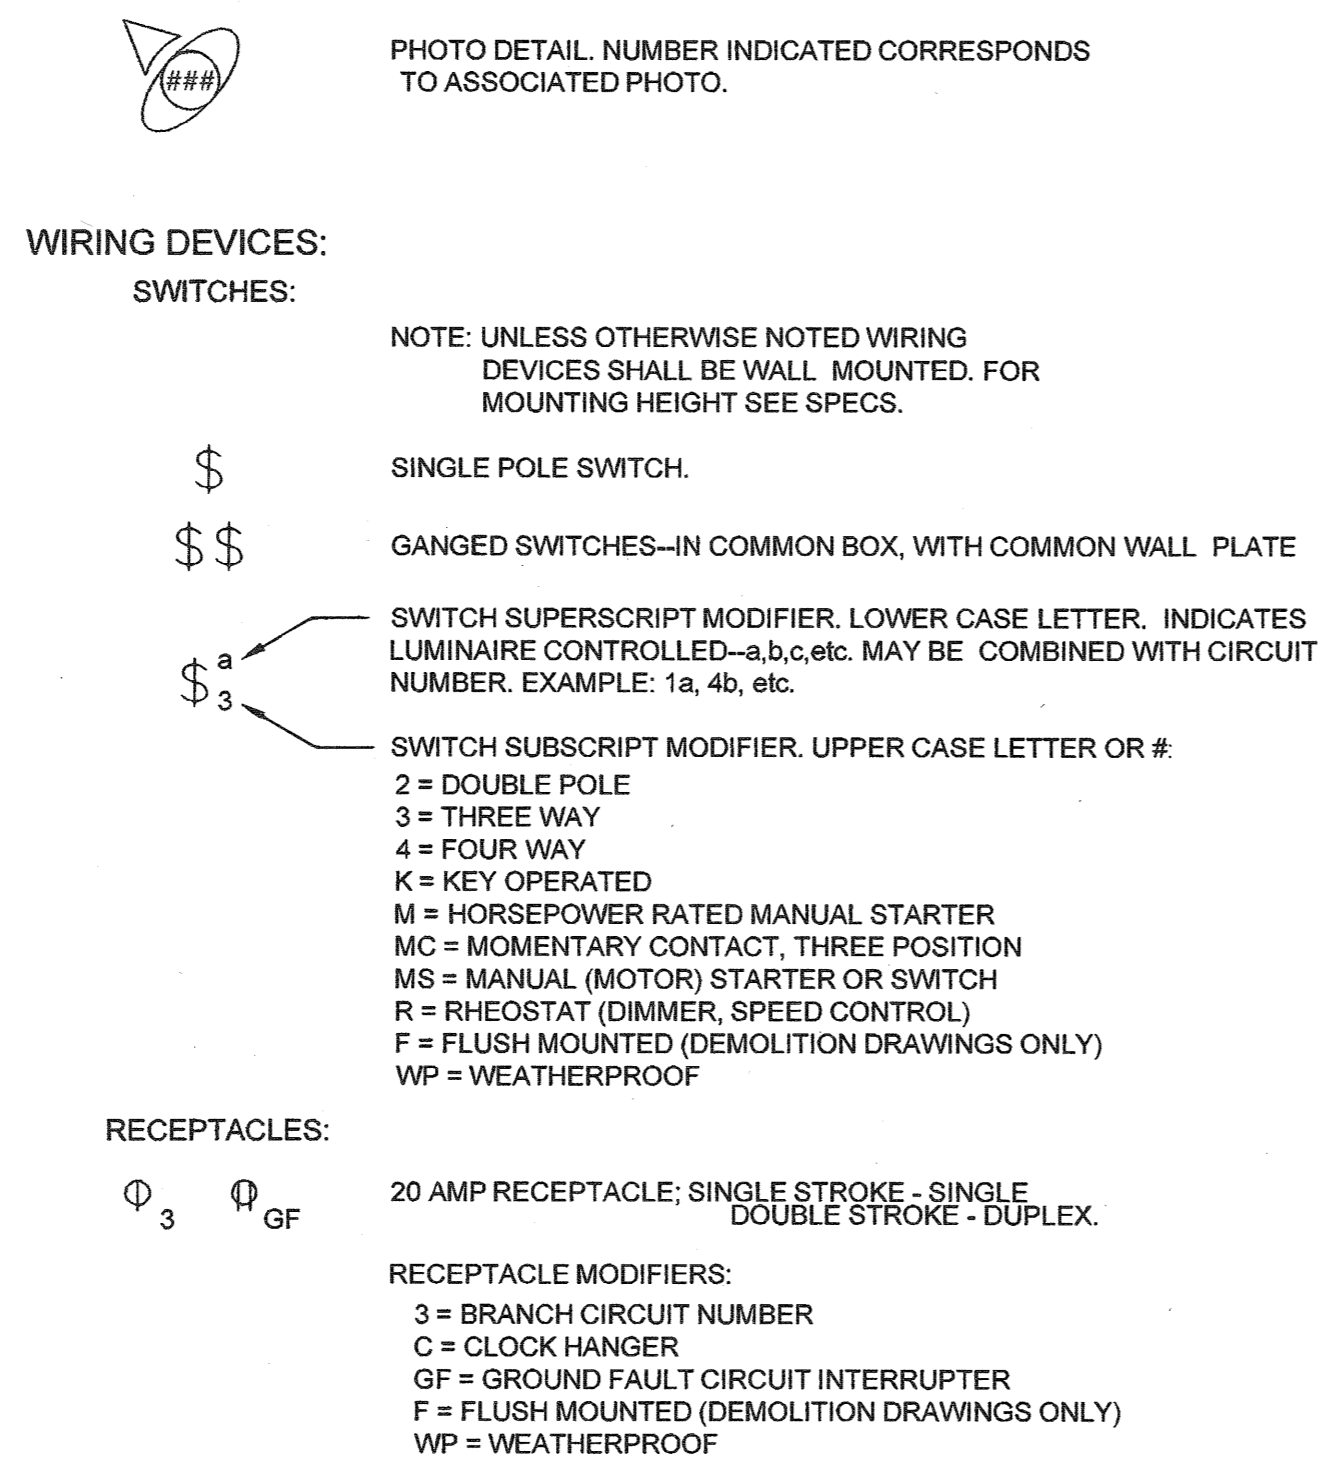 ###
PHOTO DETAIL. NUMBER INDICATED CORRESPONDS
TO ASSOCIATED PHOTO.
WIRING DEVICES:
SWITCHES:
NOTE: UNLESS OTHERWISE NOTED WIRING
DEVICES SHALL BE WALL MOUNTED. FOR
MOUNTING HEIGHT SEE SPECS.
$ SINGLE POLE SWITCH.
$$ GANGED SWITCHES--IN COMMON BOX, WITH COMMON WALL PLATE
SWITCH SUPERSCRIPT MODIFIER. LOWER CASE LETTER. INDICATES
LUMINAIRE CONTROLLED--a,b,c,etc. MAY BE COMBINED WITH CIRCUIT
NUMBER. EXAMPLE: 1a, 4b, etc.
$ a
3
SWITCH SUBSCRIPT MODIFIER. UPPER CASE LETTER OR #:
2 = DOUBLE POLE
3 = THREE WAY
4 = FOUR WAY
K = KEY OPERATED
M = HORSEPOWER RATED MANUAL STARTER
MC = MOMENTARY CONTACT, THREE POSITION
MS = MANUAL (MOTOR) STARTER OR SWITCH
R = RHEOSTAT (DIMMER, SPEED CONTROL)
F = FLUSH MOUNTED (DEMOLITION DRAWINGS ONLY)
WP = WEATHERPROOF
RECEPTACLES:
3 GF
20 AMP RECEPTACLE; SINGLE STROKE - SINGLE
DOUBLE STROKE - DUPLEX.
RECEPTACLE MODIFIERS:
3 = BRANCH CIRCUIT NUMBER
C = CLOCK HANGER
GF = GROUND FAULT CIRCUIT INTERRUPTER
F = FLUSH MOUNTED (DEMOLITION DRAWINGS ONLY)
WP = WEATHERPROOF